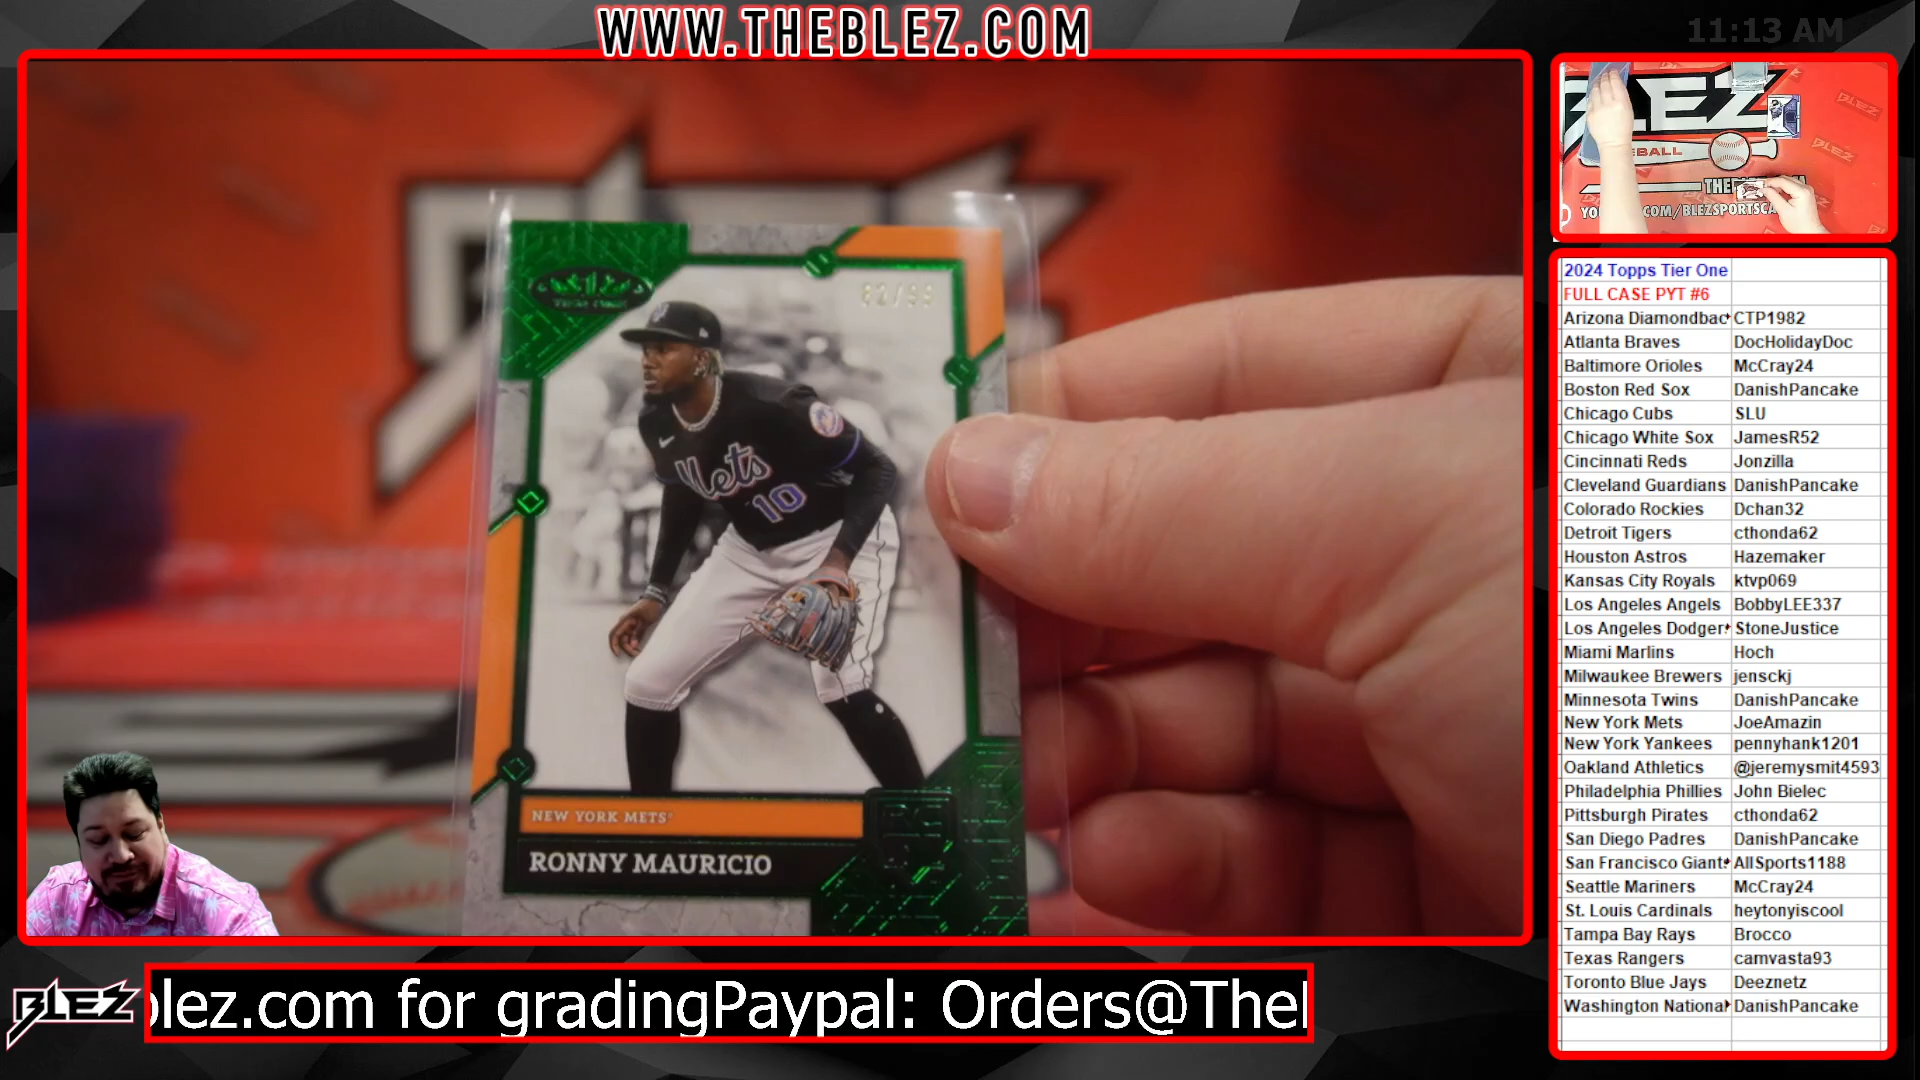 WWW.THEBLEZ.COM
11:13 AM
82/99
Mets
10
NEW YORK METS
RONNY MAURICIO
BLEZ
blez.com for gradingPaypal: Orders@Thel
2024 Topps Tier One
FULL CASE PYT #6
Arizona Diamondbac CTP1982
Atlanta Braves DocHolidayDoc
Baltimore Orioles McCray24
Boston Red Sox DanishPancake
Chicago Cubs SLU
Chicago White Sox JamesR52
Cincinnati Reds Jonzilla
Cleveland Guardians DanishPancake
Colorado Rockies Dchan32
Detroit Tigers cthonda62
Houston Astros Hazemaker
Kansas City Royals ktvp069
Los Angeles Angels BobbyLEE337
Los Angeles Dodger StoneJustice
Miami Marlins Hoch
Milwaukee Brewers jensckj
Minnesota Twins DanishPancake
New York Mets JoeAmazin
New York Yankees pennyhank1201
Oakland Athletics @jeremysmit4593
Philadelphia Phillies John Bielec
Pittsburgh Pirates cthonda62
San Diego Padres DanishPancake
San Francisco Giant AllSports1188
Seattle Mariners McCray24
St. Louis Cardinals heytonyiscool
Tampa Bay Rays Brocco
Texas Rangers camvasta93
Toronto Blue Jays Deeznetz
Washington Nationa DanishPancake